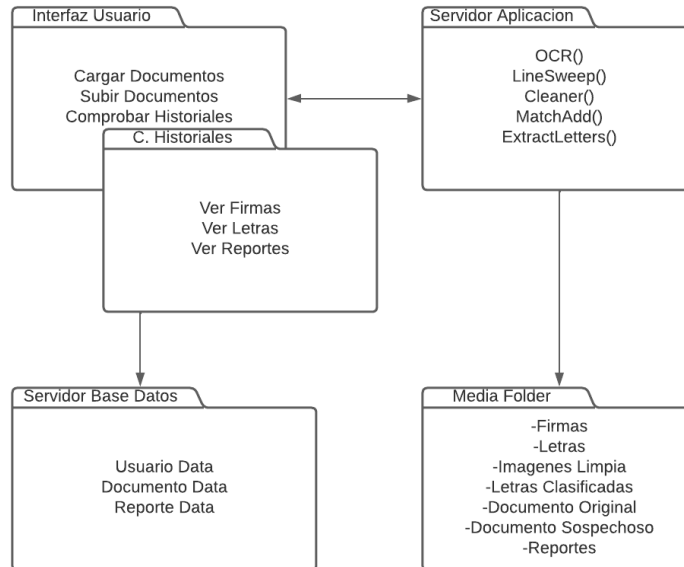 Interfaz Usuario
Cargar Documentos
Subir Documentos
Comprobar Historiales
C. Historiales
Ver Firmas
Ver Letras
Ver Reportes
Servidor Aplicacion
OCR()
LineSweep()
Cleaner()
MatchAdd()
ExtractLetters()
Servidor Base Datos
Usuario Data
Documento Data
Reporte Data
Media Folder
-Firmas
-Letras
-Imagenes Limpia
-Letras Clasificadas
-Documento Original
-Documento Sospechoso
-Reportes